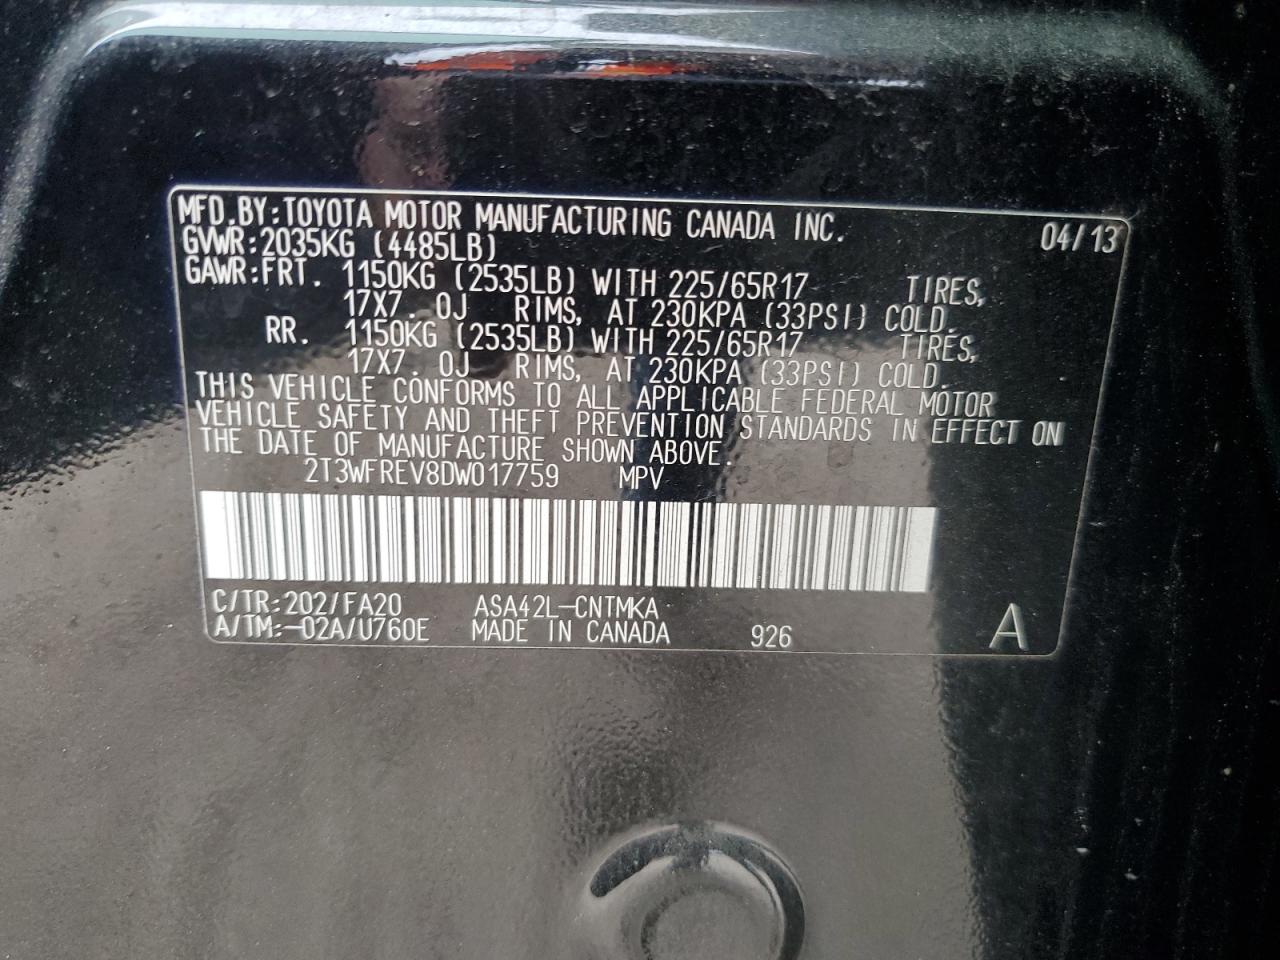 MFD.BY:TOYOTA MOTOR MANUFACTURING CANADA INC. 04/13
GVWR:2035KG (4485LB)
GAWR:FRT. 1150KG (2535LB) WITH 225/65R17 TIRES,
17X7.0J RIMS, AT 230KPA (33PSI) COLD.
RR. 1150KG (2535LB) WITH 225/65R17 TIRES,
17X7.0J RIMS, AT 230KPA (33PSI) COLD.
THIS VEHICLE CONFORMS TO ALL APPLICABLE FEDERAL MOTOR
VEHICLE SAFETY AND THEFT PREVENTION STANDARDS IN EFFECT ON
THE DATE OF MANUFACTURE SHOWN ABOVE.
2T3WFREV8DW017759 MPV
C/TR:202/FA20 ASA42L-CNTMKA
A/TM:-02A/U760E MADE IN CANADA 926 A